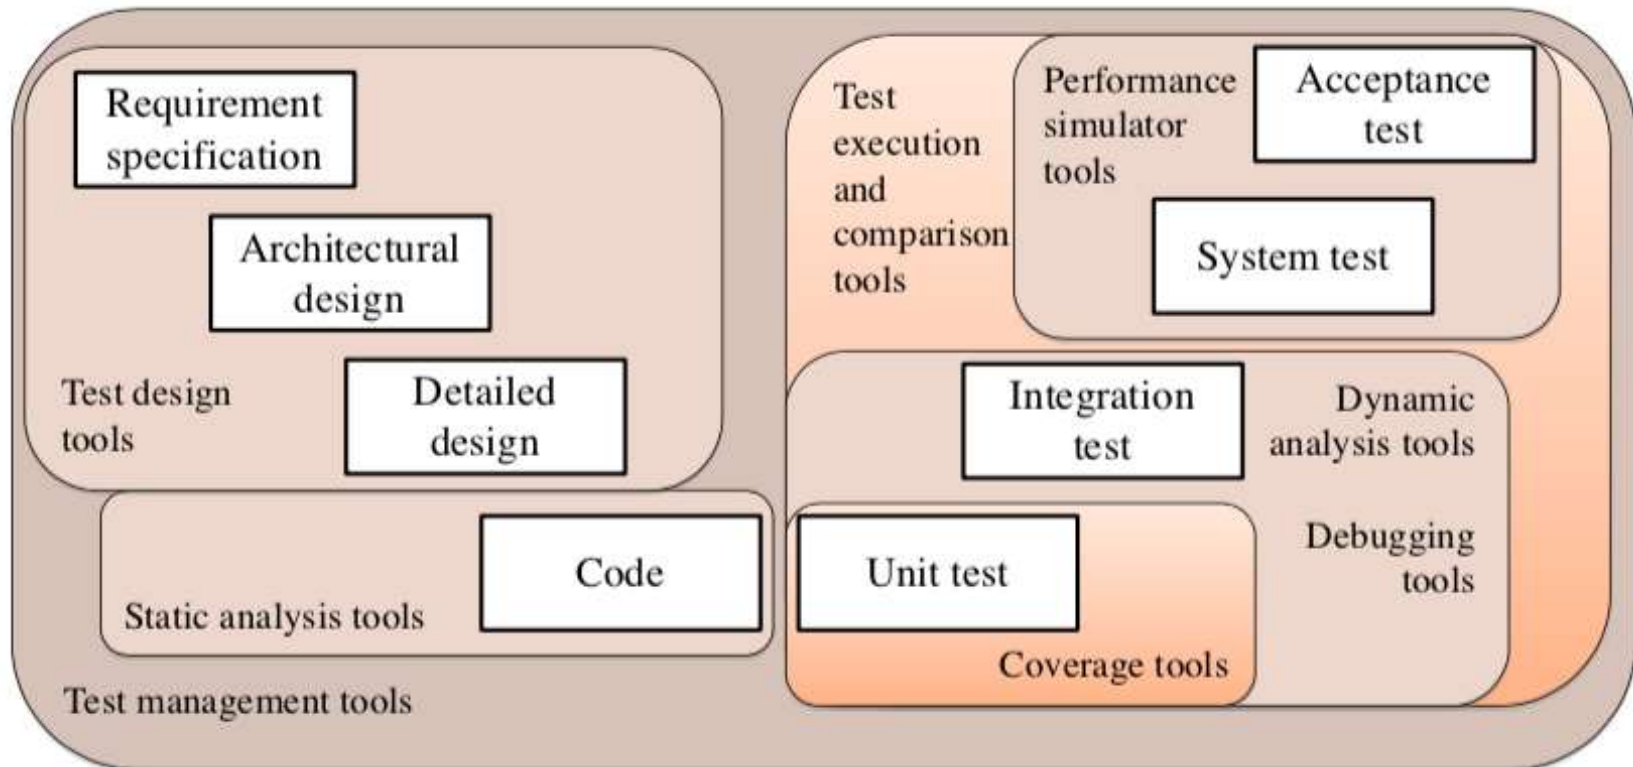 Requirement
specification
Architectural
design
Test design
tools
Detailed
design
Code
Static analysis tools
Test management tools
Test
execution
and
comparison
tools
Performance
simulator
tools
Acceptance
test
System test
Integration
test
Dynamic
analysis tools
Debugging
tools
Unit test
Coverage tools